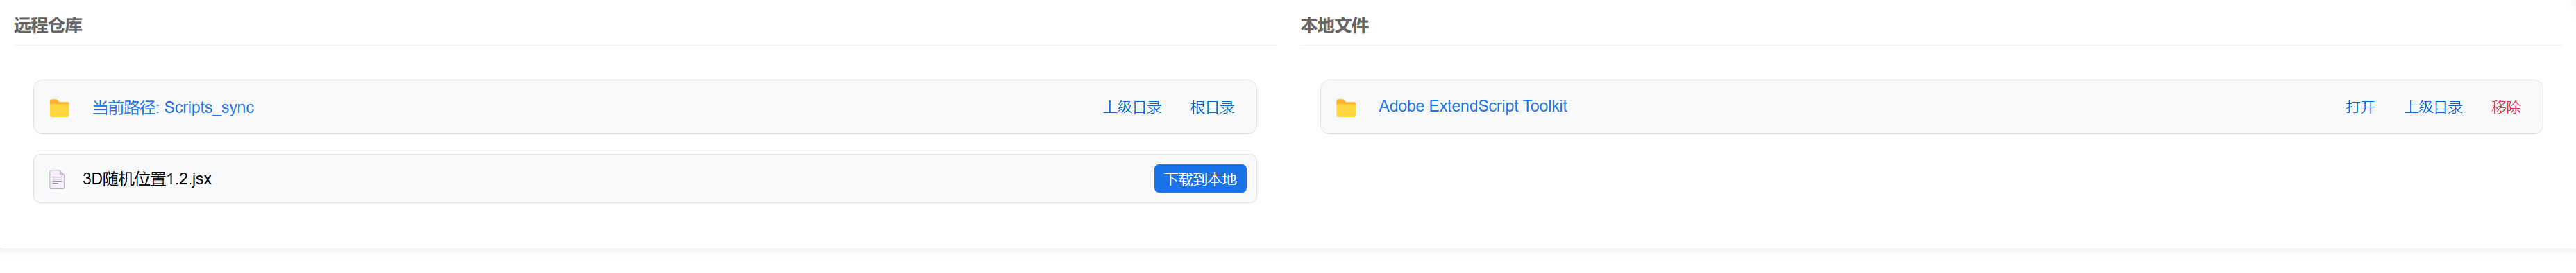 远程仓库
当前路径: Scripts_sync 上级目录 根目录
3D随机位置1.2.jsx 下载到本地
本地文件
Adobe ExtendScript Toolkit 打开 上级目录 移除